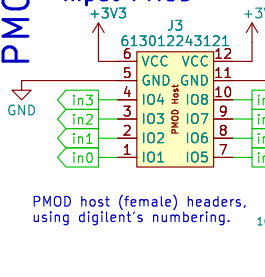 PMOD
+3V3
J3
613012243121
6 VCC VCC 12
5 GND GND 11
GND
in3 4 IO4 IO8 10
in2 3 IO3 IO7 9
in1 2 IO2 IO6 8
in0 1 IO1 IO5 7
PMOD Host
PMOD host (female) headers,
using digilent's numbering.